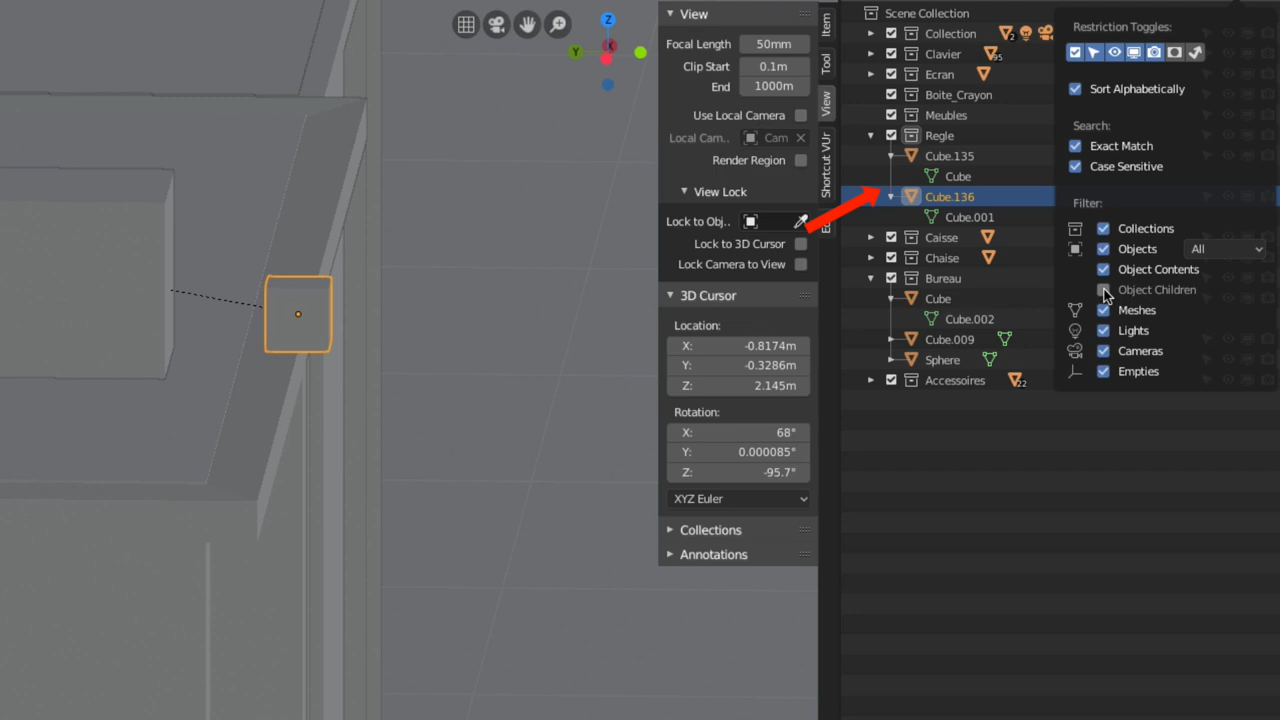 Z
Y
X
View
Focal Length 50mm
Clip Start 0.1m
End 1000m
Use Local Camera
Local Cam.. Cam
Render Region
View Lock
Lock to Obj..
Lock to 3D Cursor
Lock Camera to View
3D Cursor
Location:
X: -0.8174m
Y: -0.3286m
Z: 2.145m
Rotation:
X: 68°
Y: 0.000085°
Z: -95.7°
XYZ Euler
Collections
Annotations
Item
Tool
View
Shortcut VUr
Scene Collection
Collection 2
Clavier 95
Ecran
Boite_Crayon
Meubles
Regle
Cube.135
Cube
Cube.136
Cube.001
Caisse
Chaise
Bureau
Cube
Cube.002
Cube.009
Sphere
Accessoires 22
Restriction Toggles:
Sort Alphabetically
Search:
Exact Match
Case Sensitive
Filter:
Collections
Objects All
Object Contents
Object Children
Meshes
Lights
Cameras
Empties